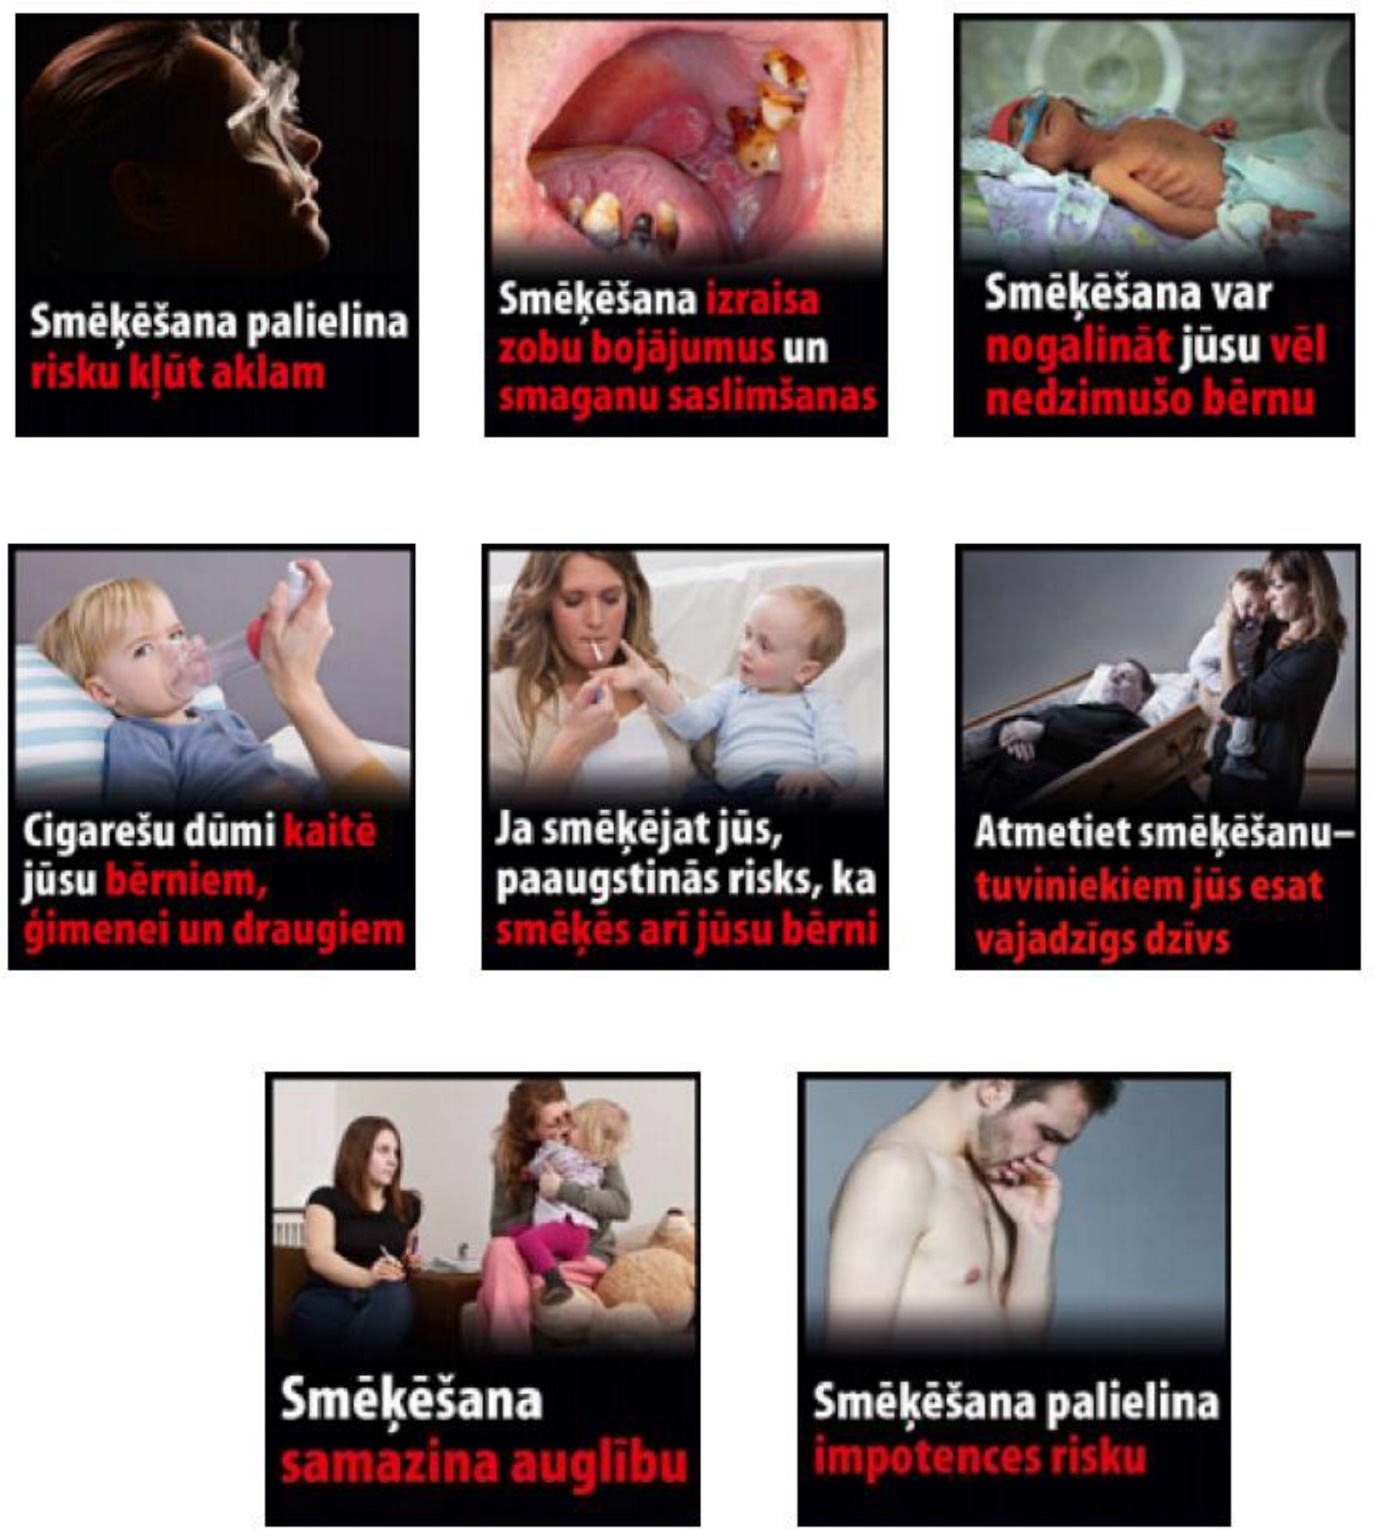 Smēķēšana palielina
risku kļūt aklam
Smēķēšana izraisa
zobu bojājumus un
smaganu saslimšanas
Smēķēšana var
nogalināt jūsu vēl
nedzimušo bērnu
Cigarešu dūmi kaitē
jūsu bērniem,
ģimenei un draugiem
Ja smēķējat jūs,
paaugstinās risks, ka
smēķēs arī jūsu bērni
Atmetiet smēķēšanu–
tuviniekiem jūs esat
vajadzīgs dzīvs
Smēķēšana
samazina auglību
Smēķēšana palielina
impotences risku